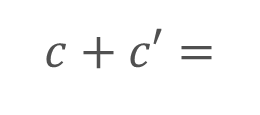 c + c′ =